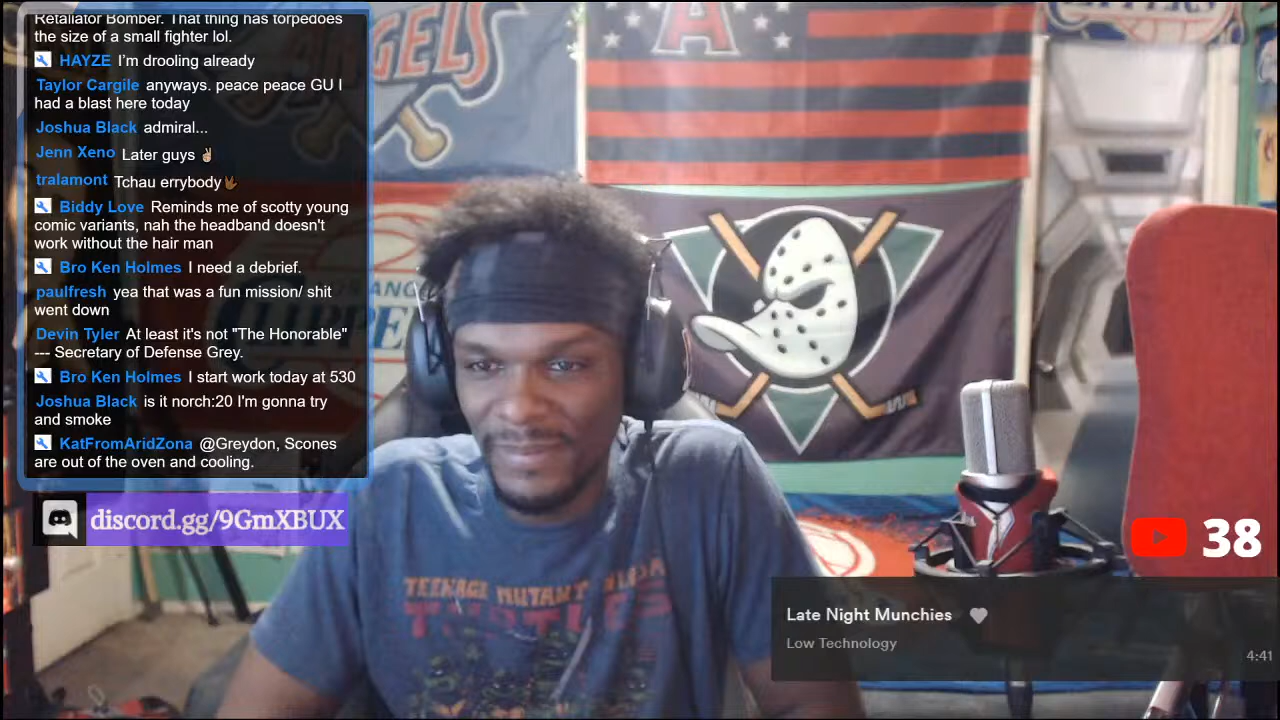 Retaliator Bomber. That thing has torpedoes
the size of a small fighter lol.
HAYZE I'm drooling already
Taylor Cargile anyways. peace peace GU I
had a blast here today
Joshua Black admiral...
Jenn Xeno Later guys ✌🏽
tralamont Tchau errybody🤟🏾
Biddy Love Reminds me of scotty young
comic variants, nah the headband doesn't
work without the hair man
Bro Ken Holmes I need a debrief.
paulfresh yea that was a fun mission/ shit
went down
Devin Tyler At least it's not "The Honorable"
--- Secretary of Defense Grey.
Bro Ken Holmes I start work today at 530
Joshua Black is it norch:20 I'm gonna try
and smoke
KatFromAridZona @Greydon, Scones
are out of the oven and cooling.
discord.gg/9GmXBUX
ANGELS
A
CLIPPERS
TEENAGE MUTANT NINJA
TURTLES
38
Late Night Munchies
Low Technology
4:41